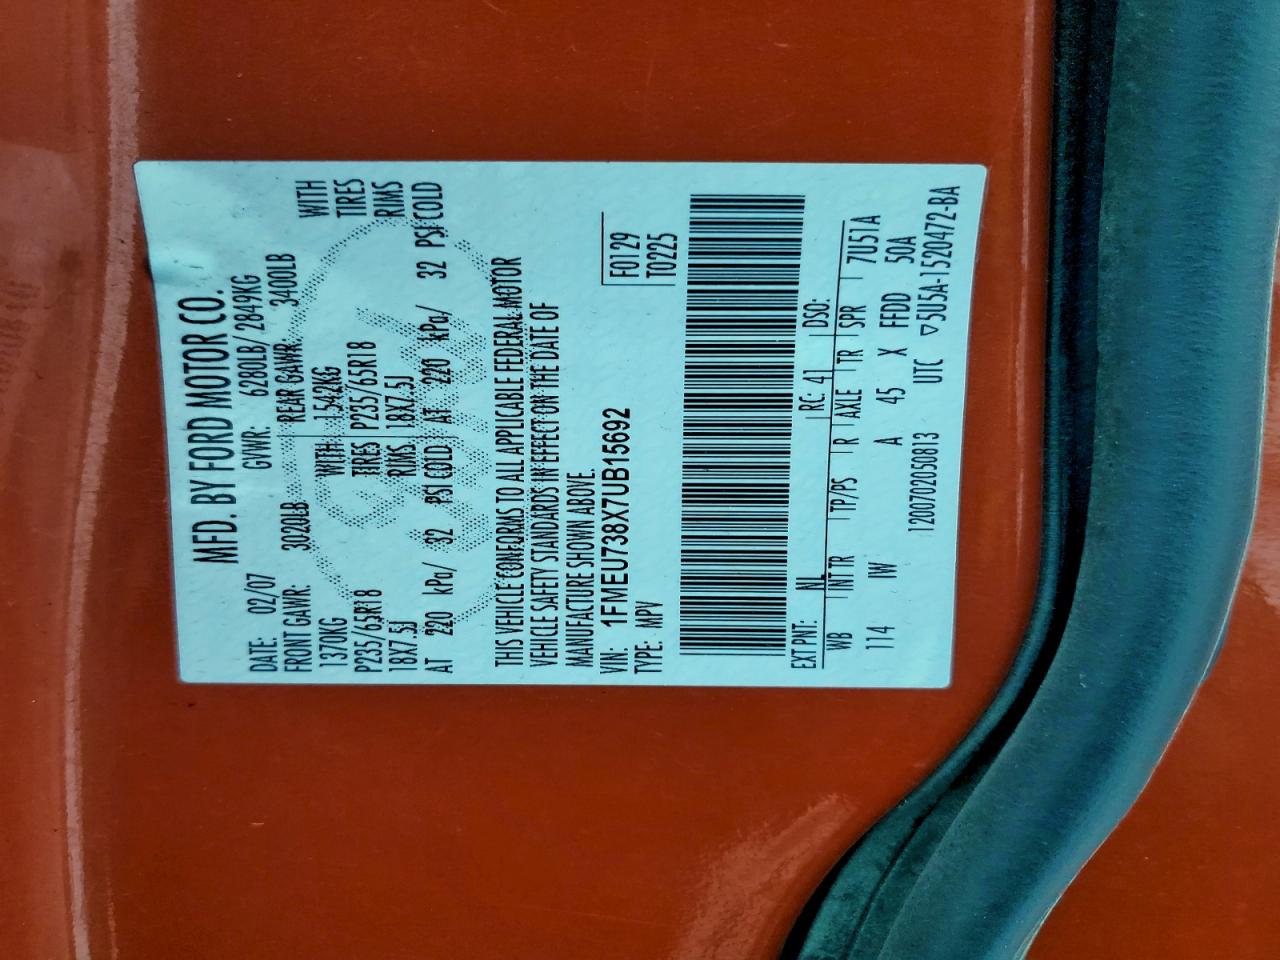 MFD. BY FORD MOTOR CO.
DATE: 02/07 GVWR: 6280LB/2849KG
FRONT GAWR: 3020LB REAR GAWR: 3400LB
1370KG WITH 1542KG WITH
P235/65R18 TIRES P235/65R18 TIRES
18X7.5J RIMS 18X7.5J RIMS
AT 220 kPa/ 32 PSI COLD AT 220 kPa/ 32 PSI COLD
THIS VEHICLE CONFORMS TO ALL APPLICABLE FEDERAL MOTOR
VEHICLE SAFETY STANDARDS IN EFFECT ON THE DATE OF
MANUFACTURE SHOWN ABOVE.
VIN: 1FMEU738X7UB15692 F0129
TYPE: MPV T0225
EXT PNT: NL RC: 41 DSO:
WB INT TR TP/PS R AXLE TR SPR 7U51A
114 IW A 45 X FFDD 50A
1200702050813 UTC ▽5U5A-1520472-BA